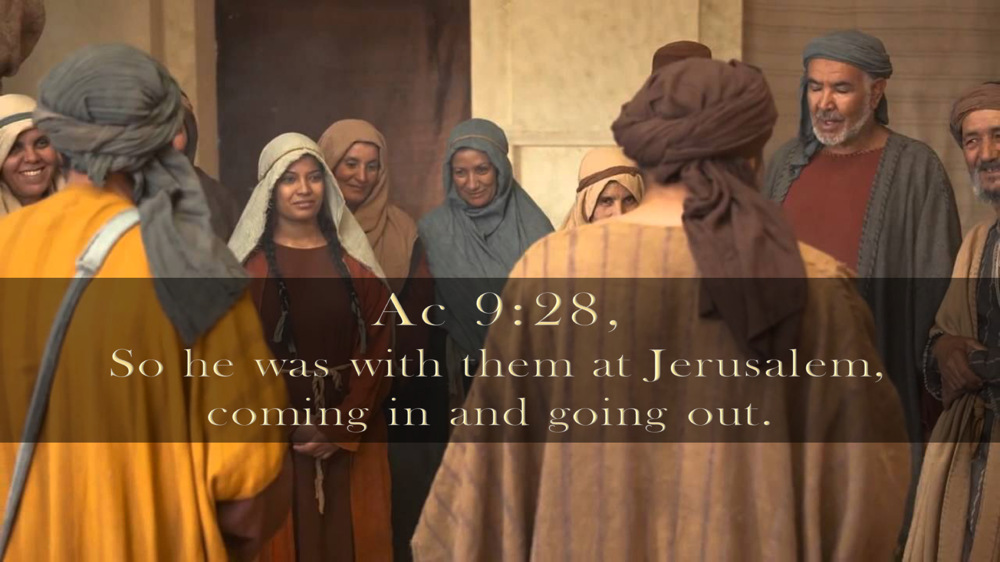 Ac 9:28,
So he was with them at Jerusalem,
coming in and going out.